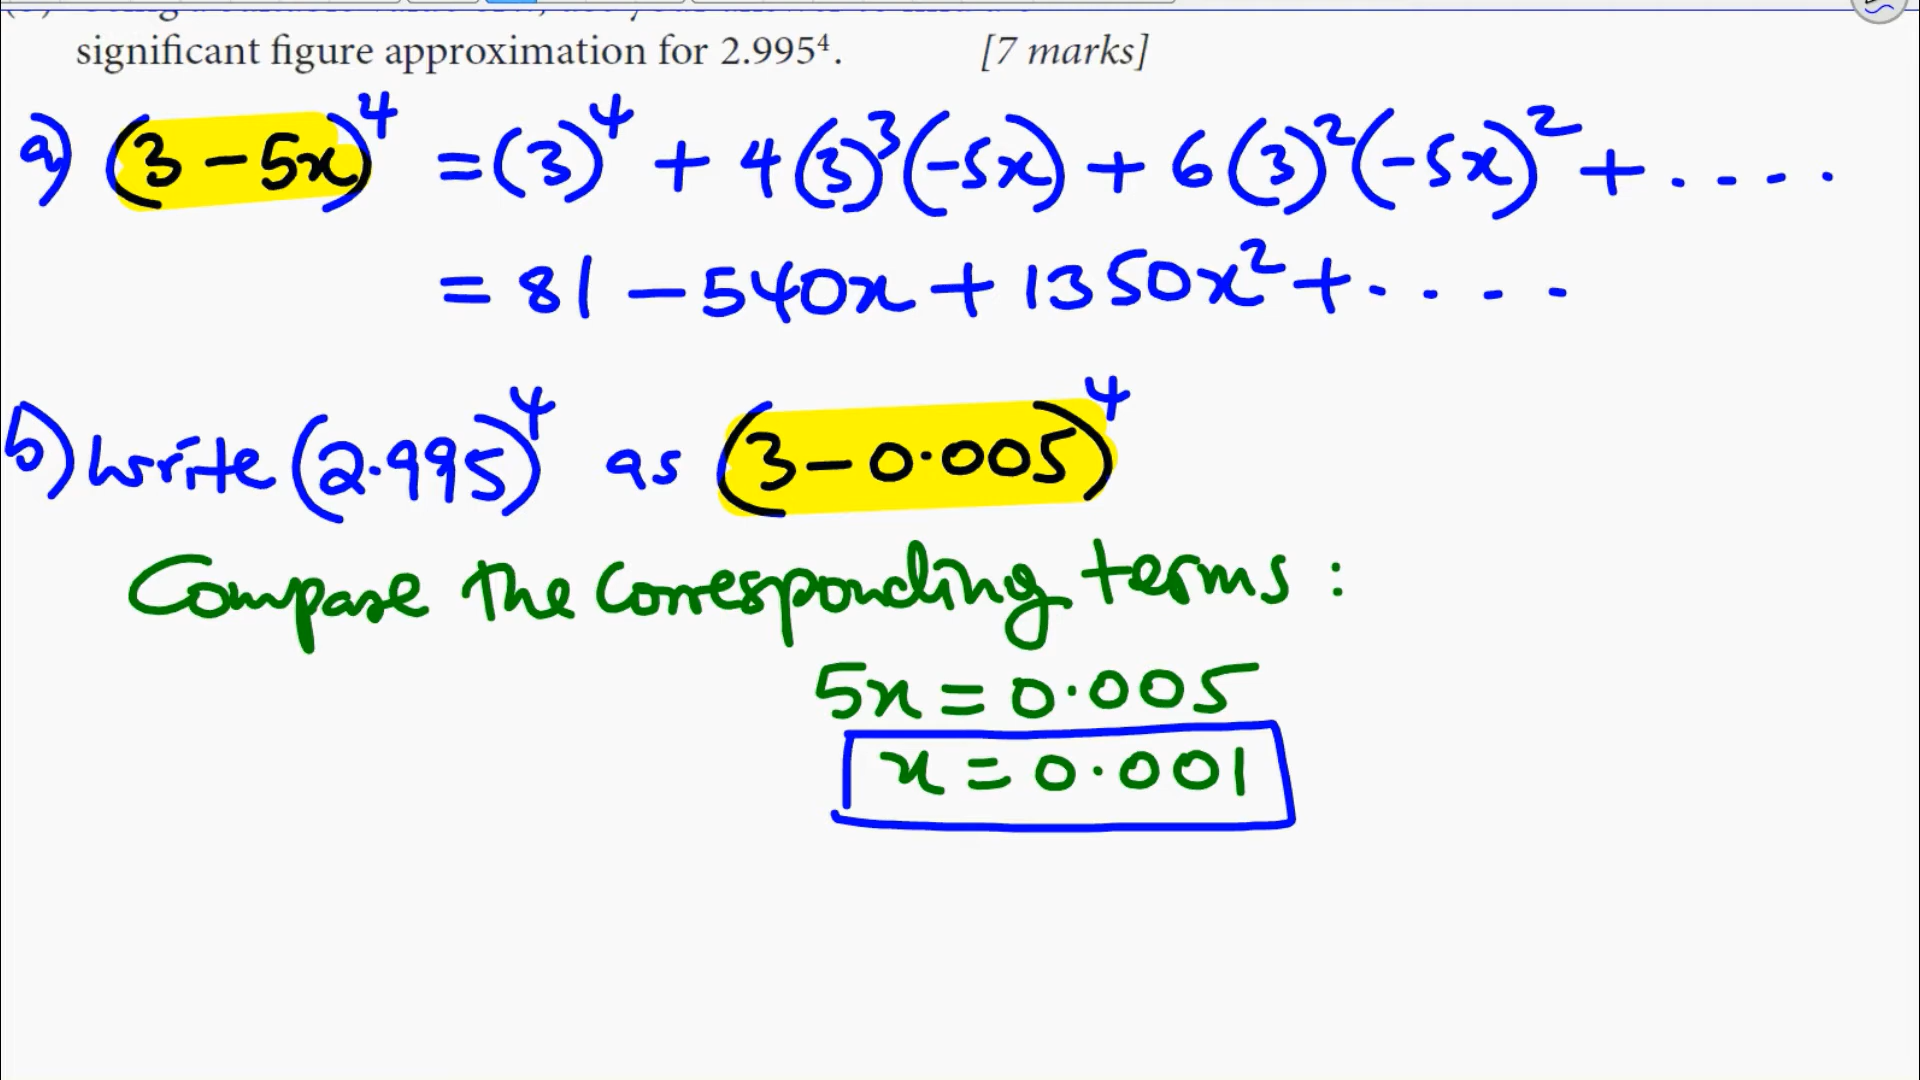 significant figure approximation for 2.995⁴. [7 marks]
a) (3 – 5x)⁴ = (3)⁴ + 4(3)³(-5x) + 6(3)²(-5x)² + ....
= 81 – 540x + 1350x² + ....
b) Write (2.995)⁴ as (3 – 0.005)⁴
Compare the corresponding terms :
5x = 0.005
x = 0.001